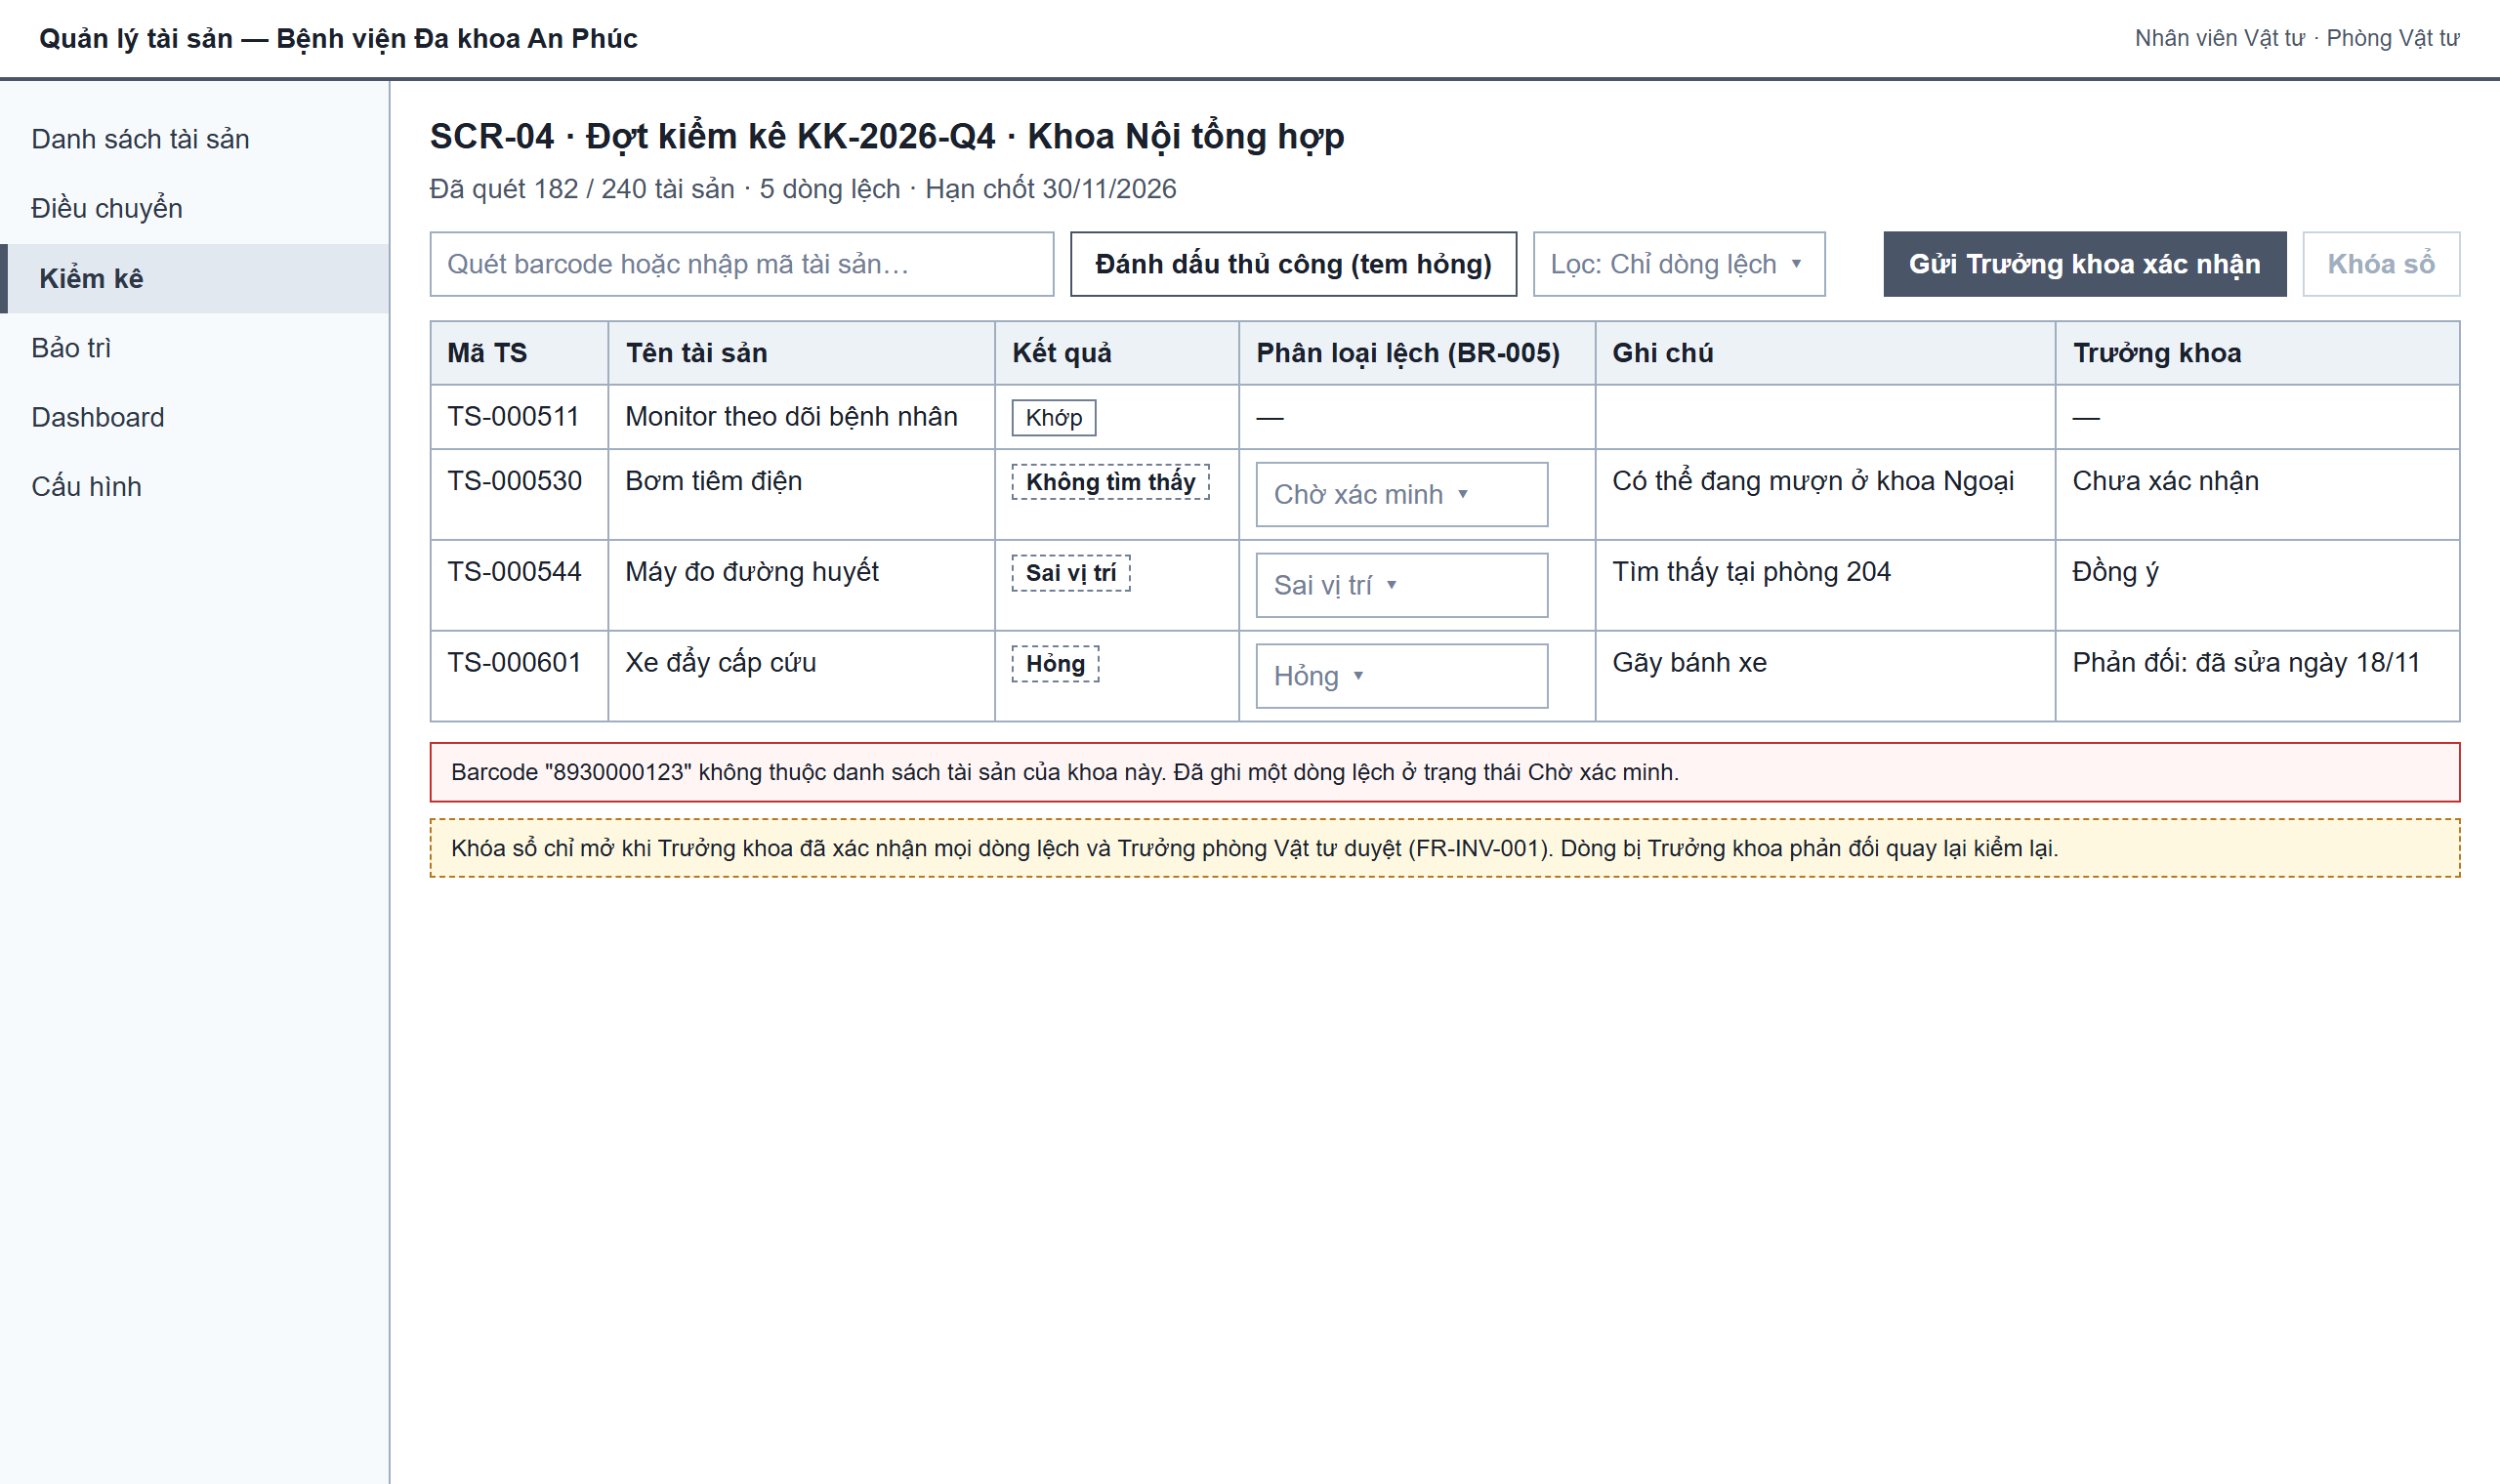 Quản lý tài sản — Bệnh viện Đa khoa An Phúc
Nhân viên Vật tư · Phòng Vật tư
Danh sách tài sản
Điều chuyển
Kiểm kê
Bảo trì
Dashboard
Cấu hình
SCR-04 · Đợt kiểm kê KK-2026-Q4 · Khoa Nội tổng hợp
Đã quét 182 / 240 tài sản · 5 dòng lệch · Hạn chốt 30/11/2026
Quét barcode hoặc nhập mã tài sản…
Đánh dấu thủ công (tem hỏng)
Lọc: Chỉ dòng lệch ▾
Gửi Trưởng khoa xác nhận
Khóa sổ
Mã TS Tên tài sản Kết quả Phân loại lệch (BR-005) Ghi chú Trưởng khoa
TS-000511 Monitor theo dõi bệnh nhân Khớp — —
TS-000530 Bơm tiêm điện Không tìm thấy Chờ xác minh ▾ Có thể đang mượn ở khoa Ngoại Chưa xác nhận
TS-000544 Máy đo đường huyết Sai vị trí Sai vị trí ▾ Tìm thấy tại phòng 204 Đồng ý
TS-000601 Xe đẩy cấp cứu Hỏng Hỏng ▾ Gãy bánh xe Phản đối: đã sửa ngày 18/11
Barcode "8930000123" không thuộc danh sách tài sản của khoa này. Đã ghi một dòng lệch ở trạng thái Chờ xác minh.
Khóa sổ chỉ mở khi Trưởng khoa đã xác nhận mọi dòng lệch và Trưởng phòng Vật tư duyệt (FR-INV-001). Dòng bị Trưởng khoa phản đối quay lại kiểm lại.